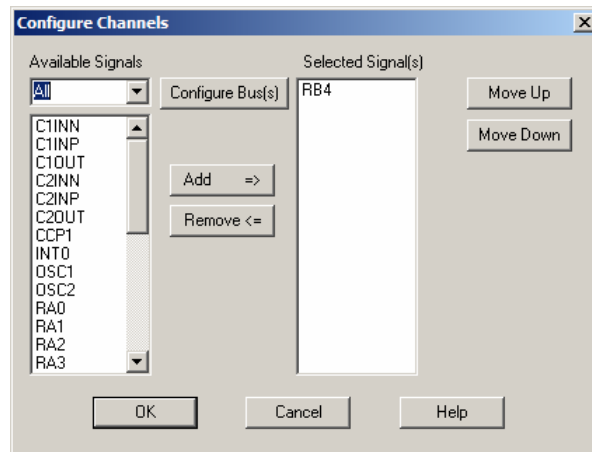 Configure Channels
Available Signals
All
C1INN
C1INP
C1OUT
C2INN
C2INP
C2OUT
CCP1
INT0
OSC1
OSC2
RA0
RA1
RA2
RA3
Configure Bus(s)
Add =>
Remove <=
Selected Signal(s)
RB4
Move Up
Move Down
OK
Cancel
Help